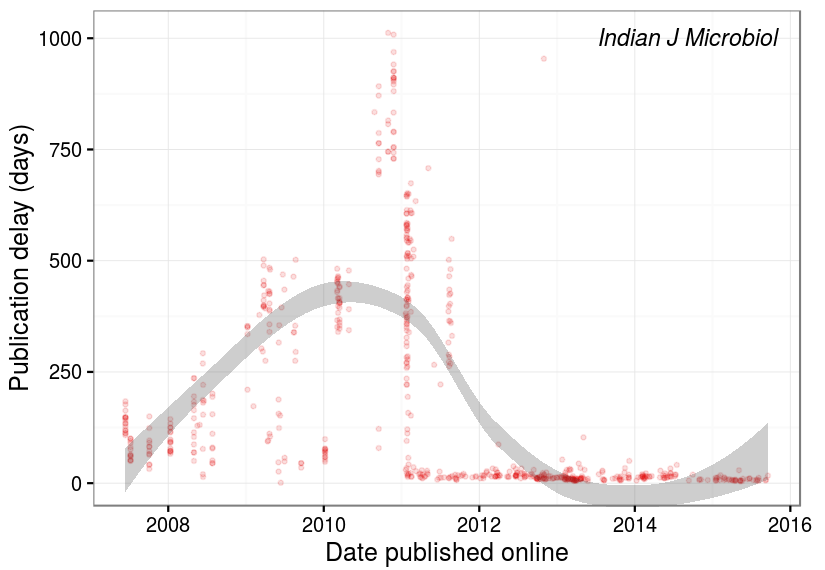 Indian J Microbiol
1000
750
500
250
0
Publication delay (days)
2008 2010 2012 2014 2016
Date published online